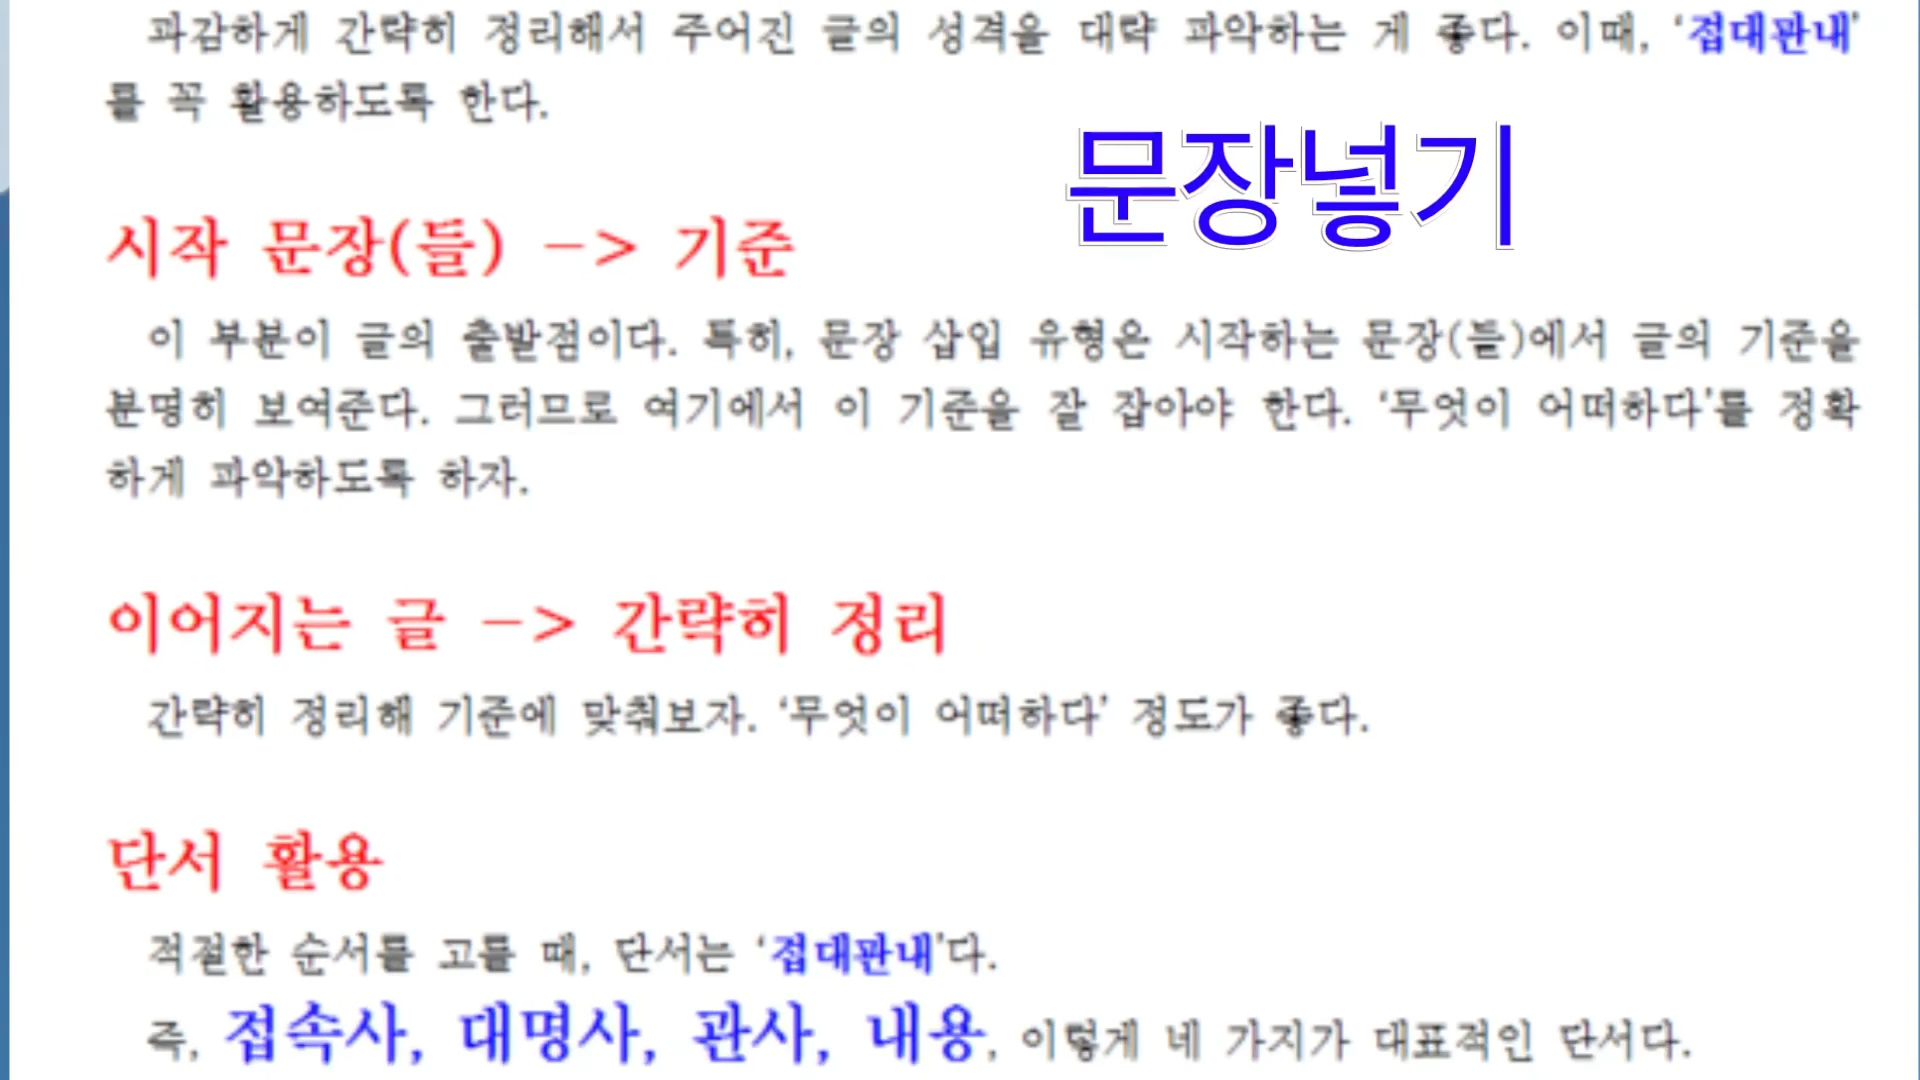 과감하게 간략히 정리해서 주어진 글의 성격을 대략 파악하는 게 좋다. 이때, ‘접대관내’
를 꼭 활용하도록 한다.
문장넣기
시작 문장(들) -> 기준
이 부분이 글의 출발점이다. 특히, 문장 삽입 유형은 시작하는 문장(들)에서 글의 기준을
분명히 보여준다. 그러므로 여기에서 이 기준을 잘 잡아야 한다. ‘무엇이 어떠하다’를 정확
하게 파악하도록 하자.
이어지는 글 -> 간략히 정리
간략히 정리해 기준에 맞춰보자. ‘무엇이 어떠하다’ 정도가 좋다.
단서 활용
적절한 순서를 고를 때, 단서는 ‘접대관내’다.
즉, 접속사, 대명사, 관사, 내용, 이렇게 네 가지가 대표적인 단서다.